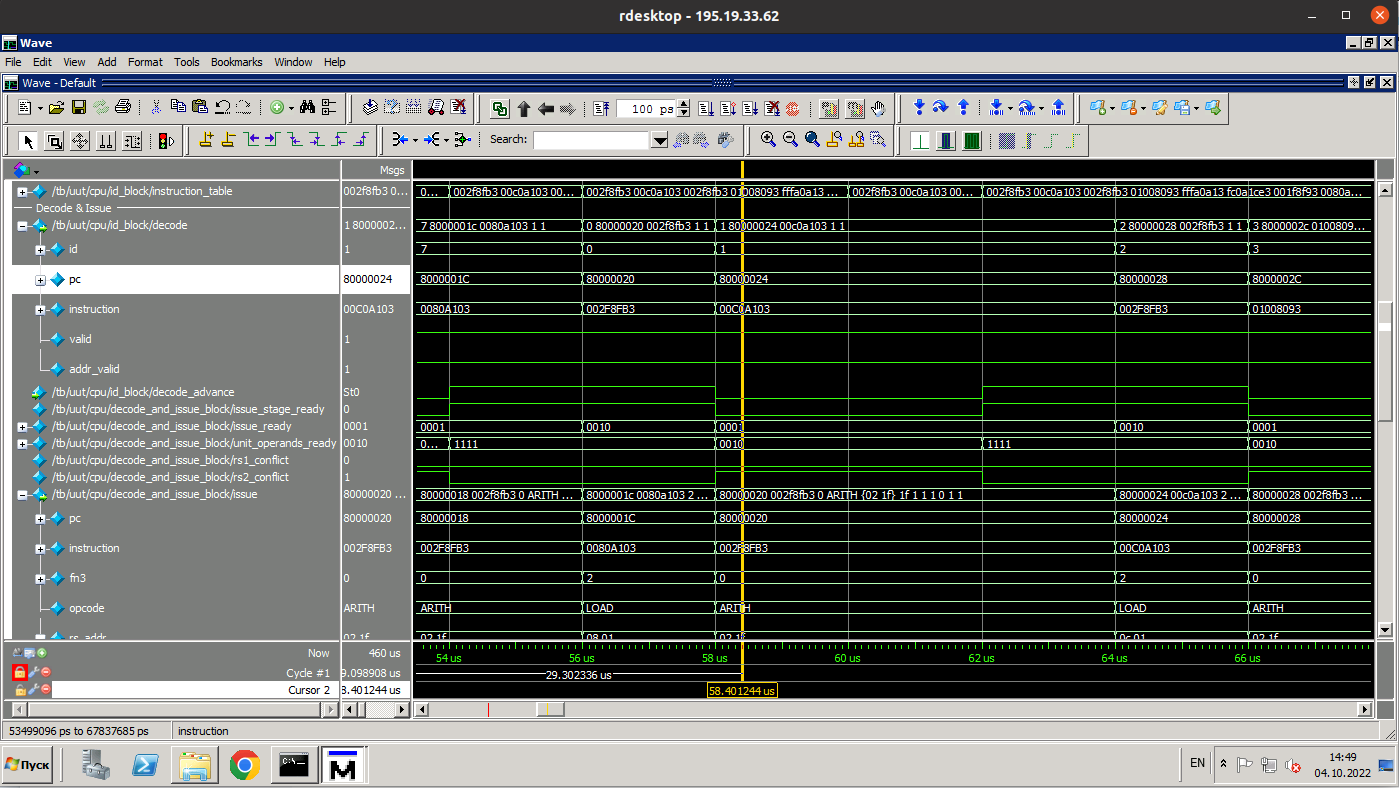 rdesktop - 195.19.33.62
Wave
File Edit View Add Format Tools Bookmarks Window Help
Wave - Default
100 ps
Search:
Msgs
/tb/uut/cpu/id_block/instruction_table 002f8fb3 0... 0... 002f8fb3 00c0a103 00... 002f8fb3 00c0a103 002f8fb3 01008093 fffa0a13 ... 002f8fb3 00c0a103 00... 002f8fb3 00c0a103 002f8fb3 01008093 fffa0a13 fc0a1ce3 001f8f93 0080a...
Decode & Issue
/tb/uut/cpu/id_block/decode 1 8000002... 7 8000001c 0080a103 1 1 0 80000020 002f8fb3 1 1 1 80000024 00c0a103 1 1 2 80000028 002f8fb3 1 1 3 8000002c 0100809...
id 1 7 0 1 2 3
pc 80000024 8000001C 80000020 80000024 80000028 8000002C
instruction 00C0A103 0080A103 002F8FB3 00C0A103 002F8FB3 01008093
valid 1
addr_valid 1
/tb/uut/cpu/id_block/decode_advance St0
/tb/uut/cpu/decode_and_issue_block/issue_stage_ready 0
/tb/uut/cpu/decode_and_issue_block/issue_ready 0001 0001 0010 0001 0010 0001
/tb/uut/cpu/decode_and_issue_block/unit_operands_ready 0010 0... 1111 0010 1111 0010
/tb/uut/cpu/decode_and_issue_block/rs1_conflict 0
/tb/uut/cpu/decode_and_issue_block/rs2_conflict 1
/tb/uut/cpu/decode_and_issue_block/issue 80000020 ... 80000018 002f8fb3 0 ARITH ... 8000001c 0080a103 2 ... 80000020 002f8fb3 0 ARITH {02 1f} 1f 1 1 1 0 1 1 80000024 00c0a103 2 ... 80000028 002f8fb3 ...
pc 80000020 80000018 8000001C 80000020 80000024 80000028
instruction 002F8FB3 002F8FB3 0080A103 002F8FB3 00C0A103 002F8FB3
fn3 0 0 2 0 2 0
opcode ARITH ARITH LOAD ARITH LOAD ARITH
rs_addr 02 1f 02 1f 08 01 02 1f 0c 01 02 1f
Now 460 us 54 us 56 us 58 us 60 us 62 us 64 us 66 us
Cycle #1 9.098908 us 29.302336 us
Cursor 2 8.401244 us 58.401244 us
53499096 ps to 67837685 ps instruction
Пуск EN 14:49
04.10.2022